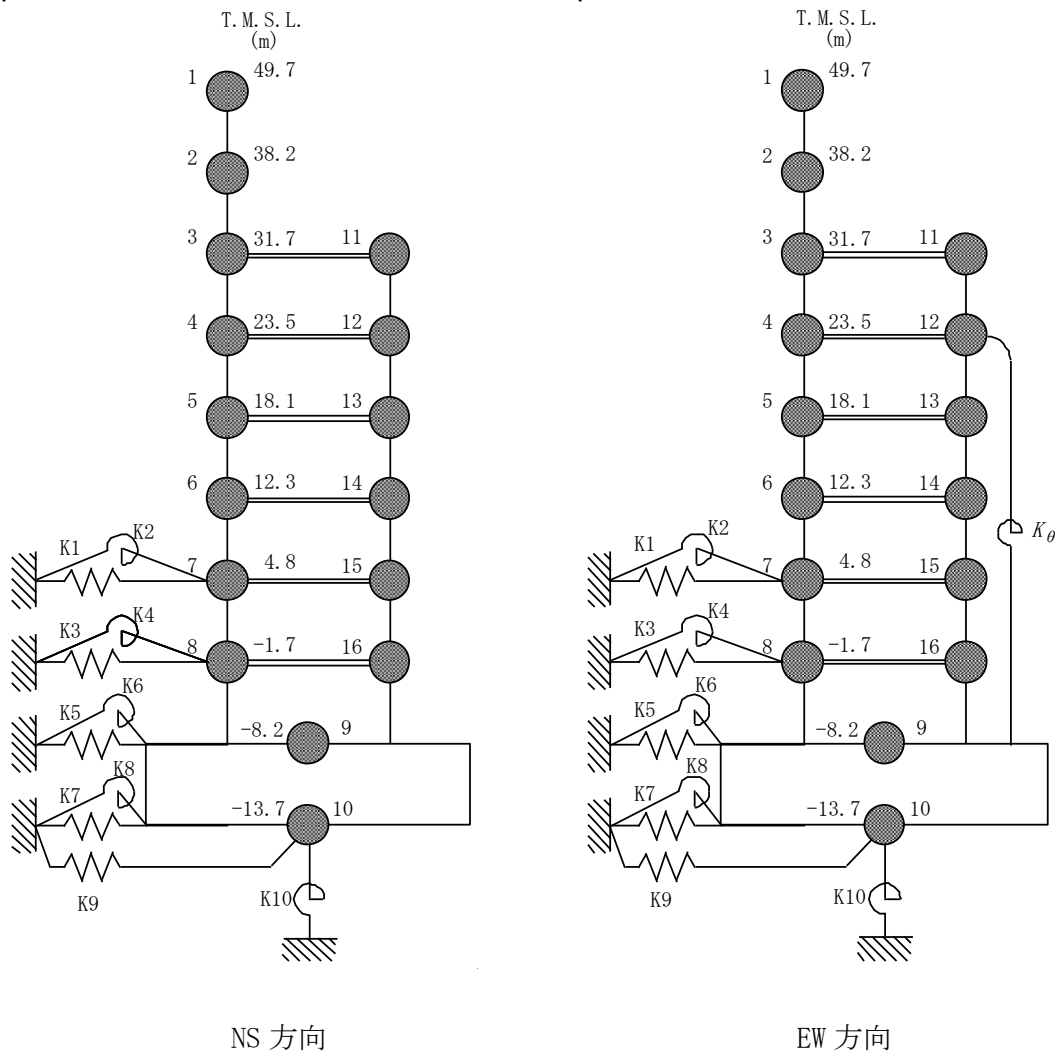 T.M.S.L.
(m)
1 49.7
2 38.2
3 31.7 11
4 23.5 12
5 18.1 13
6 12.3 14
K1 K2 7 4.8 15
K3 K4 8 -1.7 16
K5 K6 -8.2 9
K7 K8 -13.7 10
K9 K10
NS 方向
T.M.S.L.
(m)
1 49.7
2 38.2
3 31.7 11
4 23.5 12
5 18.1 13
6 12.3 14
Kθ
K1 K2 7 4.8 15
K3 K4 8 -1.7 16
K5 K6 -8.2 9
K7 K8 -13.7 10
K9 K10
EW 方向